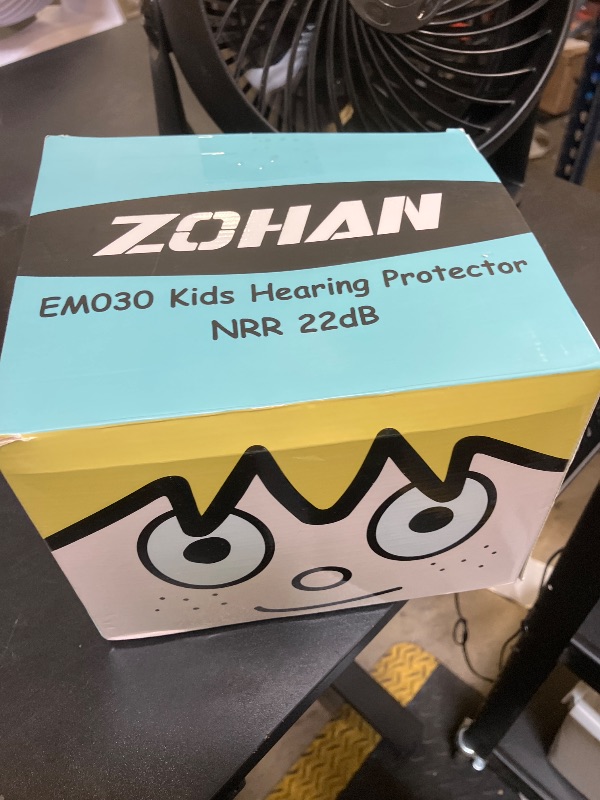 ZOHAN
EM030 Kids Hearing Protector
NRR 22dB